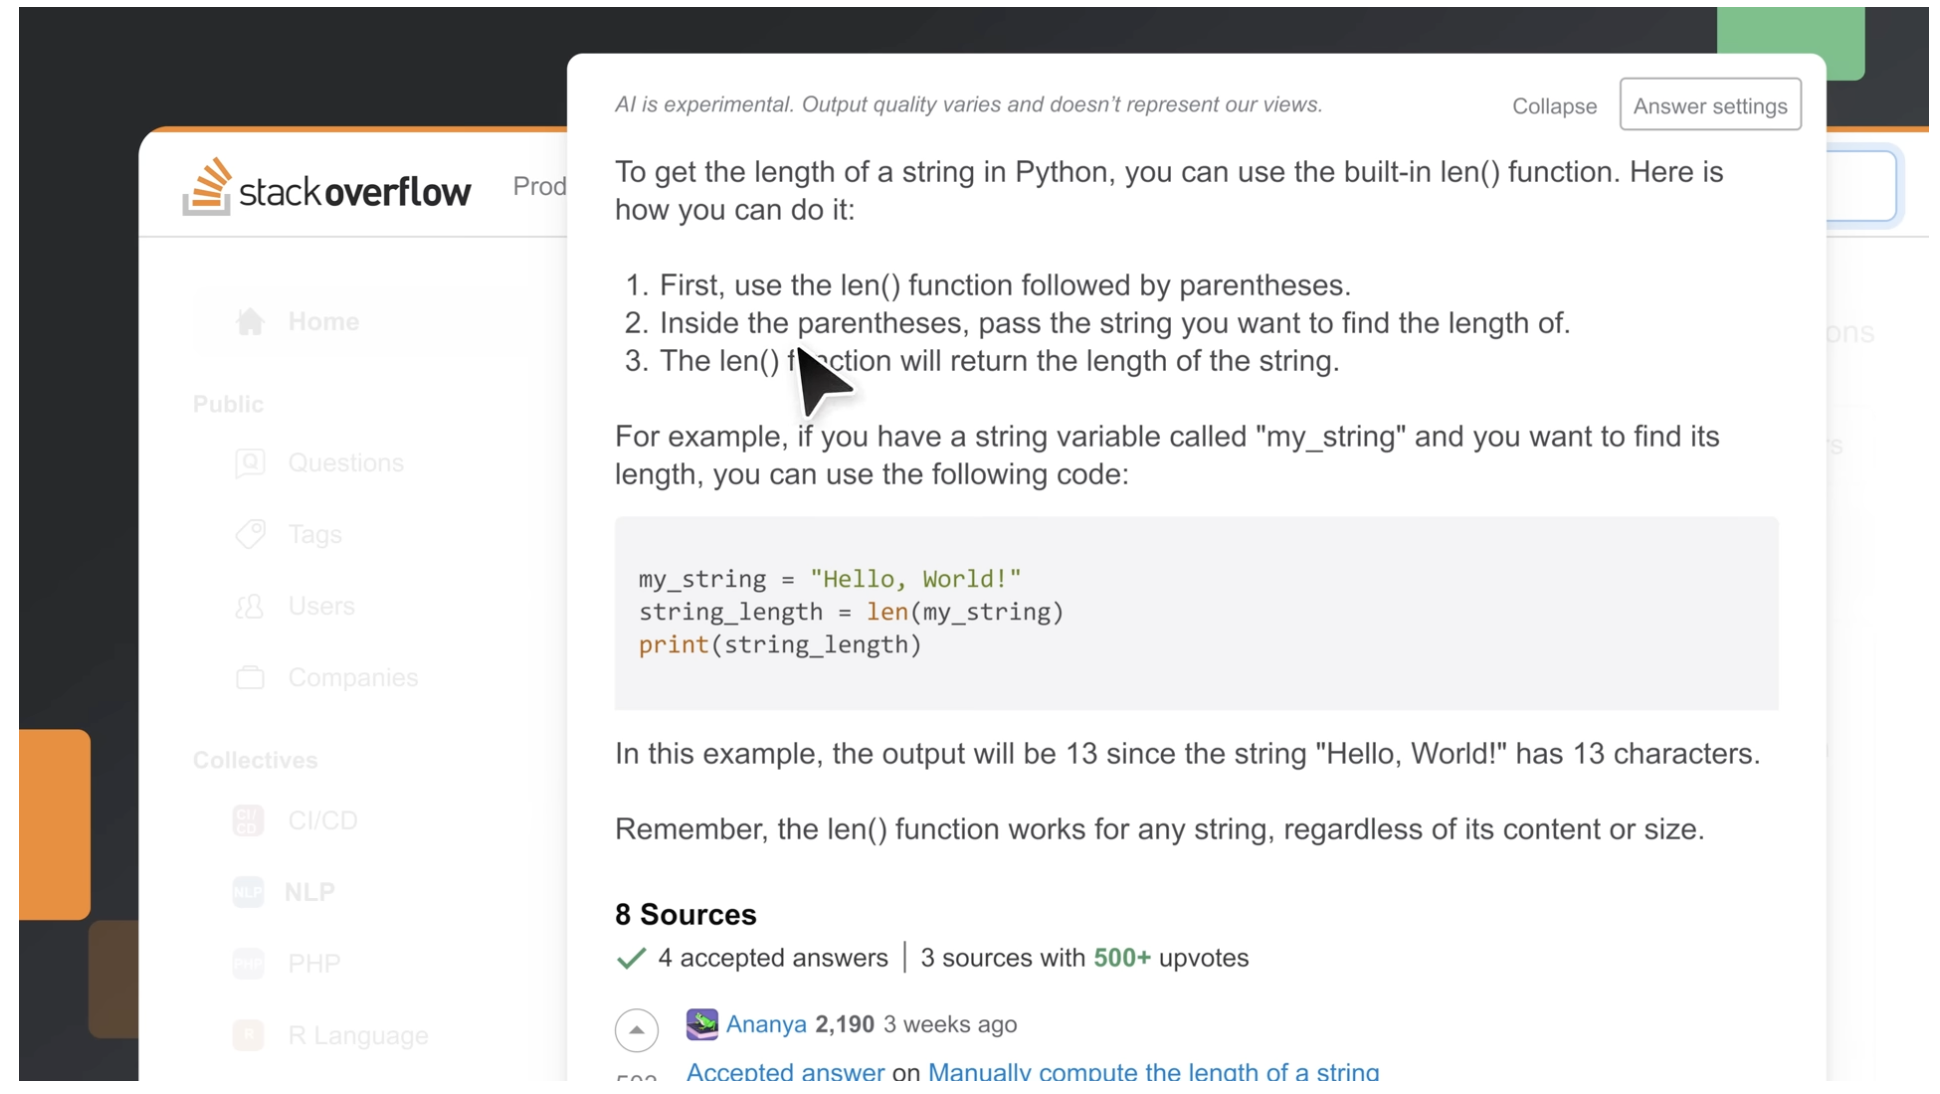 AI is experimental. Output quality varies and doesn't represent our views.
Collapse
Answer settings
stackoverflow
Prod
To get the length of a string in Python, you can use the built-in len() function. Here is
how you can do it:
1. First, use the len() function followed by parentheses.
2. Inside the parentheses, pass the string you want to find the length of.
3. The len() function will return the length of the string.
For example, if you have a string variable called "my_string" and you want to find its
length, you can use the following code:
my_string = "Hello, World!"
string_length = len(my_string)
print(string_length)
In this example, the output will be 13 since the string "Hello, World!" has 13 characters.
Remember, the len() function works for any string, regardless of its content or size.
8 Sources
4 accepted answers | 3 sources with 500+ upvotes
Ananya 2,190 3 weeks ago
Accepted answer on Manually compute the length of a string
Home
Public
Questions
Tags
Users
Companies
Collectives
CI/CD
CI/CD
NLP
NLP
PHP
PHP
R
R Language
ons